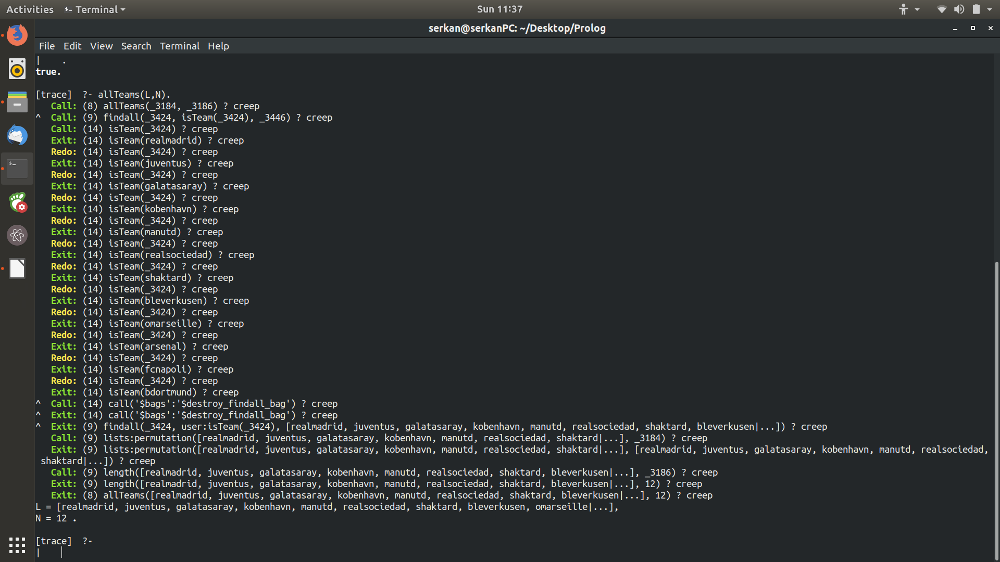 Activities Terminal Sun 11:37
serkan@serkanPC: ~/Desktop/Prolog
File Edit View Search Terminal Help
|    .
true.
[trace]  ?- allTeams(L,N).
   Call: (8) allTeams(_3184, _3186) ? creep
^  Call: (9) findall(_3424, isTeam(_3424), _3446) ? creep
   Call: (14) isTeam(_3424) ? creep
   Exit: (14) isTeam(realmadrid) ? creep
   Redo: (14) isTeam(_3424) ? creep
   Exit: (14) isTeam(juventus) ? creep
   Redo: (14) isTeam(_3424) ? creep
   Exit: (14) isTeam(galatasaray) ? creep
   Redo: (14) isTeam(_3424) ? creep
   Exit: (14) isTeam(kobenhavn) ? creep
   Redo: (14) isTeam(_3424) ? creep
   Exit: (14) isTeam(manutd) ? creep
   Redo: (14) isTeam(_3424) ? creep
   Exit: (14) isTeam(realsociedad) ? creep
   Redo: (14) isTeam(_3424) ? creep
   Exit: (14) isTeam(shaktard) ? creep
   Redo: (14) isTeam(_3424) ? creep
   Exit: (14) isTeam(bleverkusen) ? creep
   Redo: (14) isTeam(_3424) ? creep
   Exit: (14) isTeam(omarseille) ? creep
   Redo: (14) isTeam(_3424) ? creep
   Exit: (14) isTeam(arsenal) ? creep
   Redo: (14) isTeam(_3424) ? creep
   Exit: (14) isTeam(fcnapoli) ? creep
   Redo: (14) isTeam(_3424) ? creep
   Exit: (14) isTeam(bdortmund) ? creep
^  Call: (14) call('$bags':'$destroy_findall_bag') ? creep
^  Exit: (14) call('$bags':'$destroy_findall_bag') ? creep
^  Exit: (9) findall(_3424, user:isTeam(_3424), [realmadrid, juventus, galatasaray, kobenhavn, manutd, realsociedad, shaktard, bleverkusen|...]) ? creep
   Call: (9) lists:permutation([realmadrid, juventus, galatasaray, kobenhavn, manutd, realsociedad, shaktard|...], _3184) ? creep
   Exit: (9) lists:permutation([realmadrid, juventus, galatasaray, kobenhavn, manutd, realsociedad, shaktard|...], [realmadrid, juventus, galatasaray, kobenhavn, manutd, realsociedad,
 shaktard|...]) ? creep
   Call: (9) length([realmadrid, juventus, galatasaray, kobenhavn, manutd, realsociedad, shaktard, bleverkusen|...], _3186) ? creep
   Exit: (9) length([realmadrid, juventus, galatasaray, kobenhavn, manutd, realsociedad, shaktard, bleverkusen|...], 12) ? creep
   Exit: (8) allTeams([realmadrid, juventus, galatasaray, kobenhavn, manutd, realsociedad, shaktard, bleverkusen|...], 12) ? creep
L = [realmadrid, juventus, galatasaray, kobenhavn, manutd, realsociedad, shaktard, bleverkusen, omarseille|...],
N = 12 .
[trace]  ?-
|